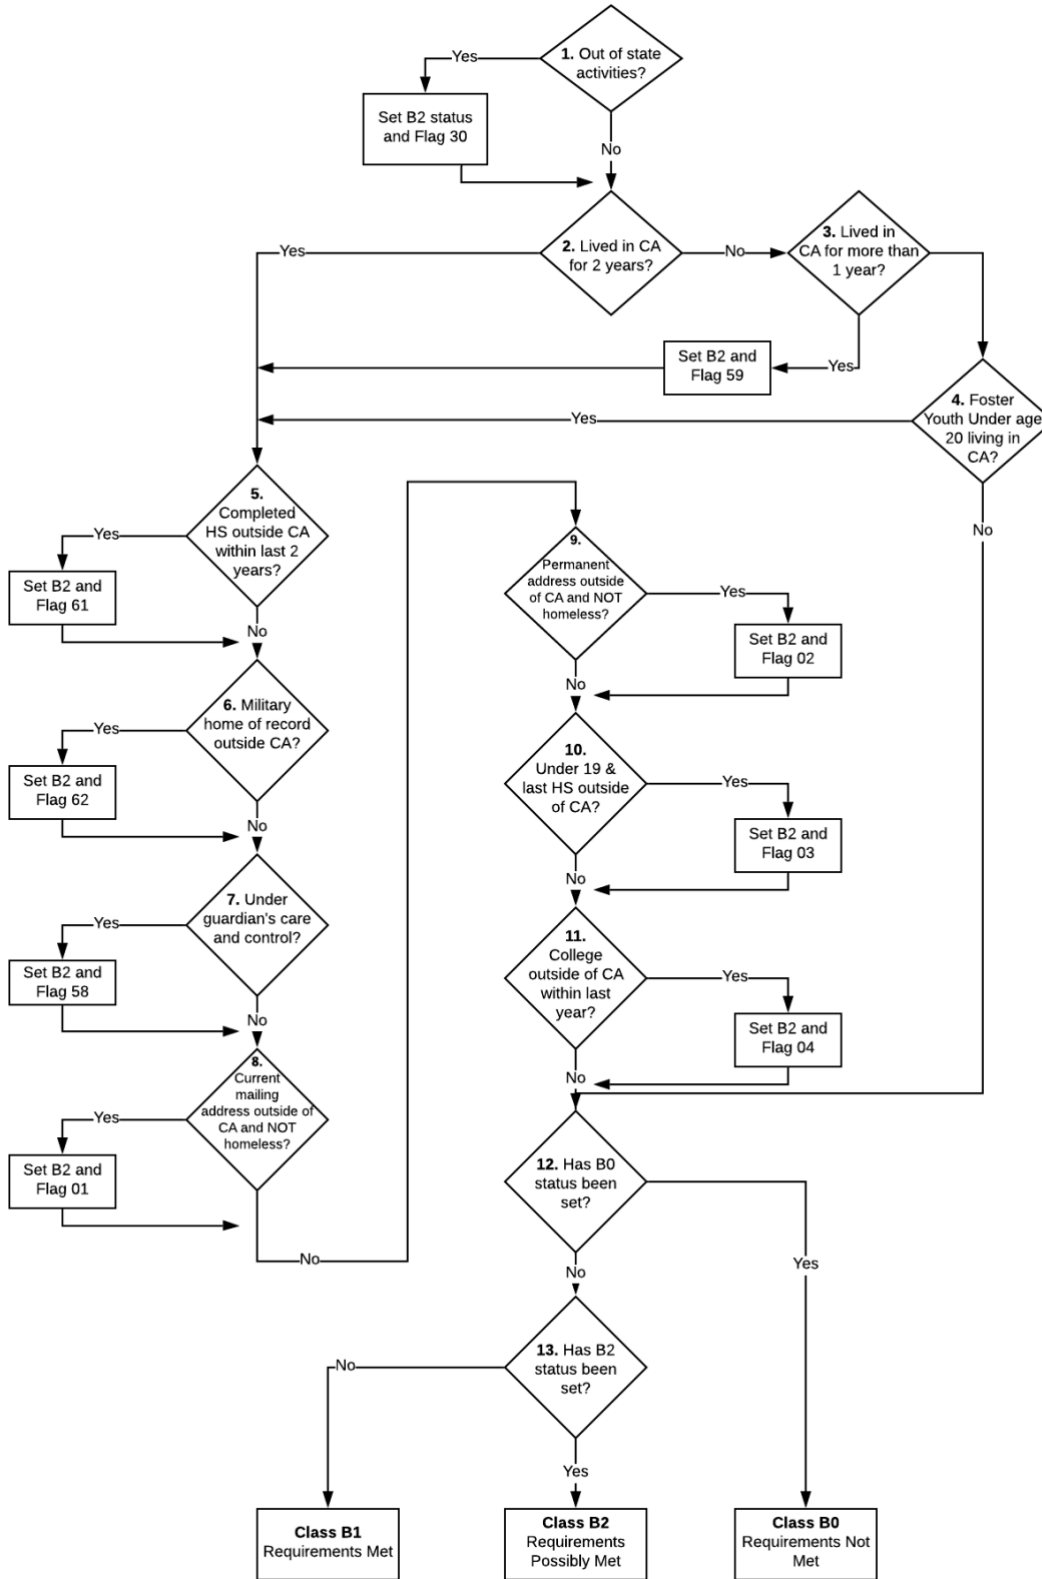 1. Out of state
activities?
Yes
Set B2 status
and Flag 30
No
2. Lived in CA
for 2 years?
Yes
No
3. Lived in
CA for more than
1 year?
Yes
Set B2 and
Flag 59
4. Foster
Youth Under age
20 living in
CA?
Yes
No
5.
Completed
HS outside CA
within last 2
years?
Yes
Set B2 and
Flag 61
No
6. Military
home of record
outside CA?
Yes
Set B2 and
Flag 62
No
7. Under
guardian's care
and control?
Yes
Set B2 and
Flag 58
No
8.
Current
mailing
address outside of
CA and NOT
homeless?
Yes
Set B2 and
Flag 01
No
9.
Permanent
address outside
of CA and NOT
homeless?
Yes
Set B2 and
Flag 02
No
10.
Under 19 &
last HS outside
of CA?
Yes
Set B2 and
Flag 03
No
11.
College
outside of CA
within last
year?
Yes
Set B2 and
Flag 04
No
12. Has B0
status been
set?
Yes
No
13. Has B2
status been
set?
No
Yes
Class B1
Requirements Met
Class B2
Requirements
Possibly Met
Class B0
Requirements Not
Met